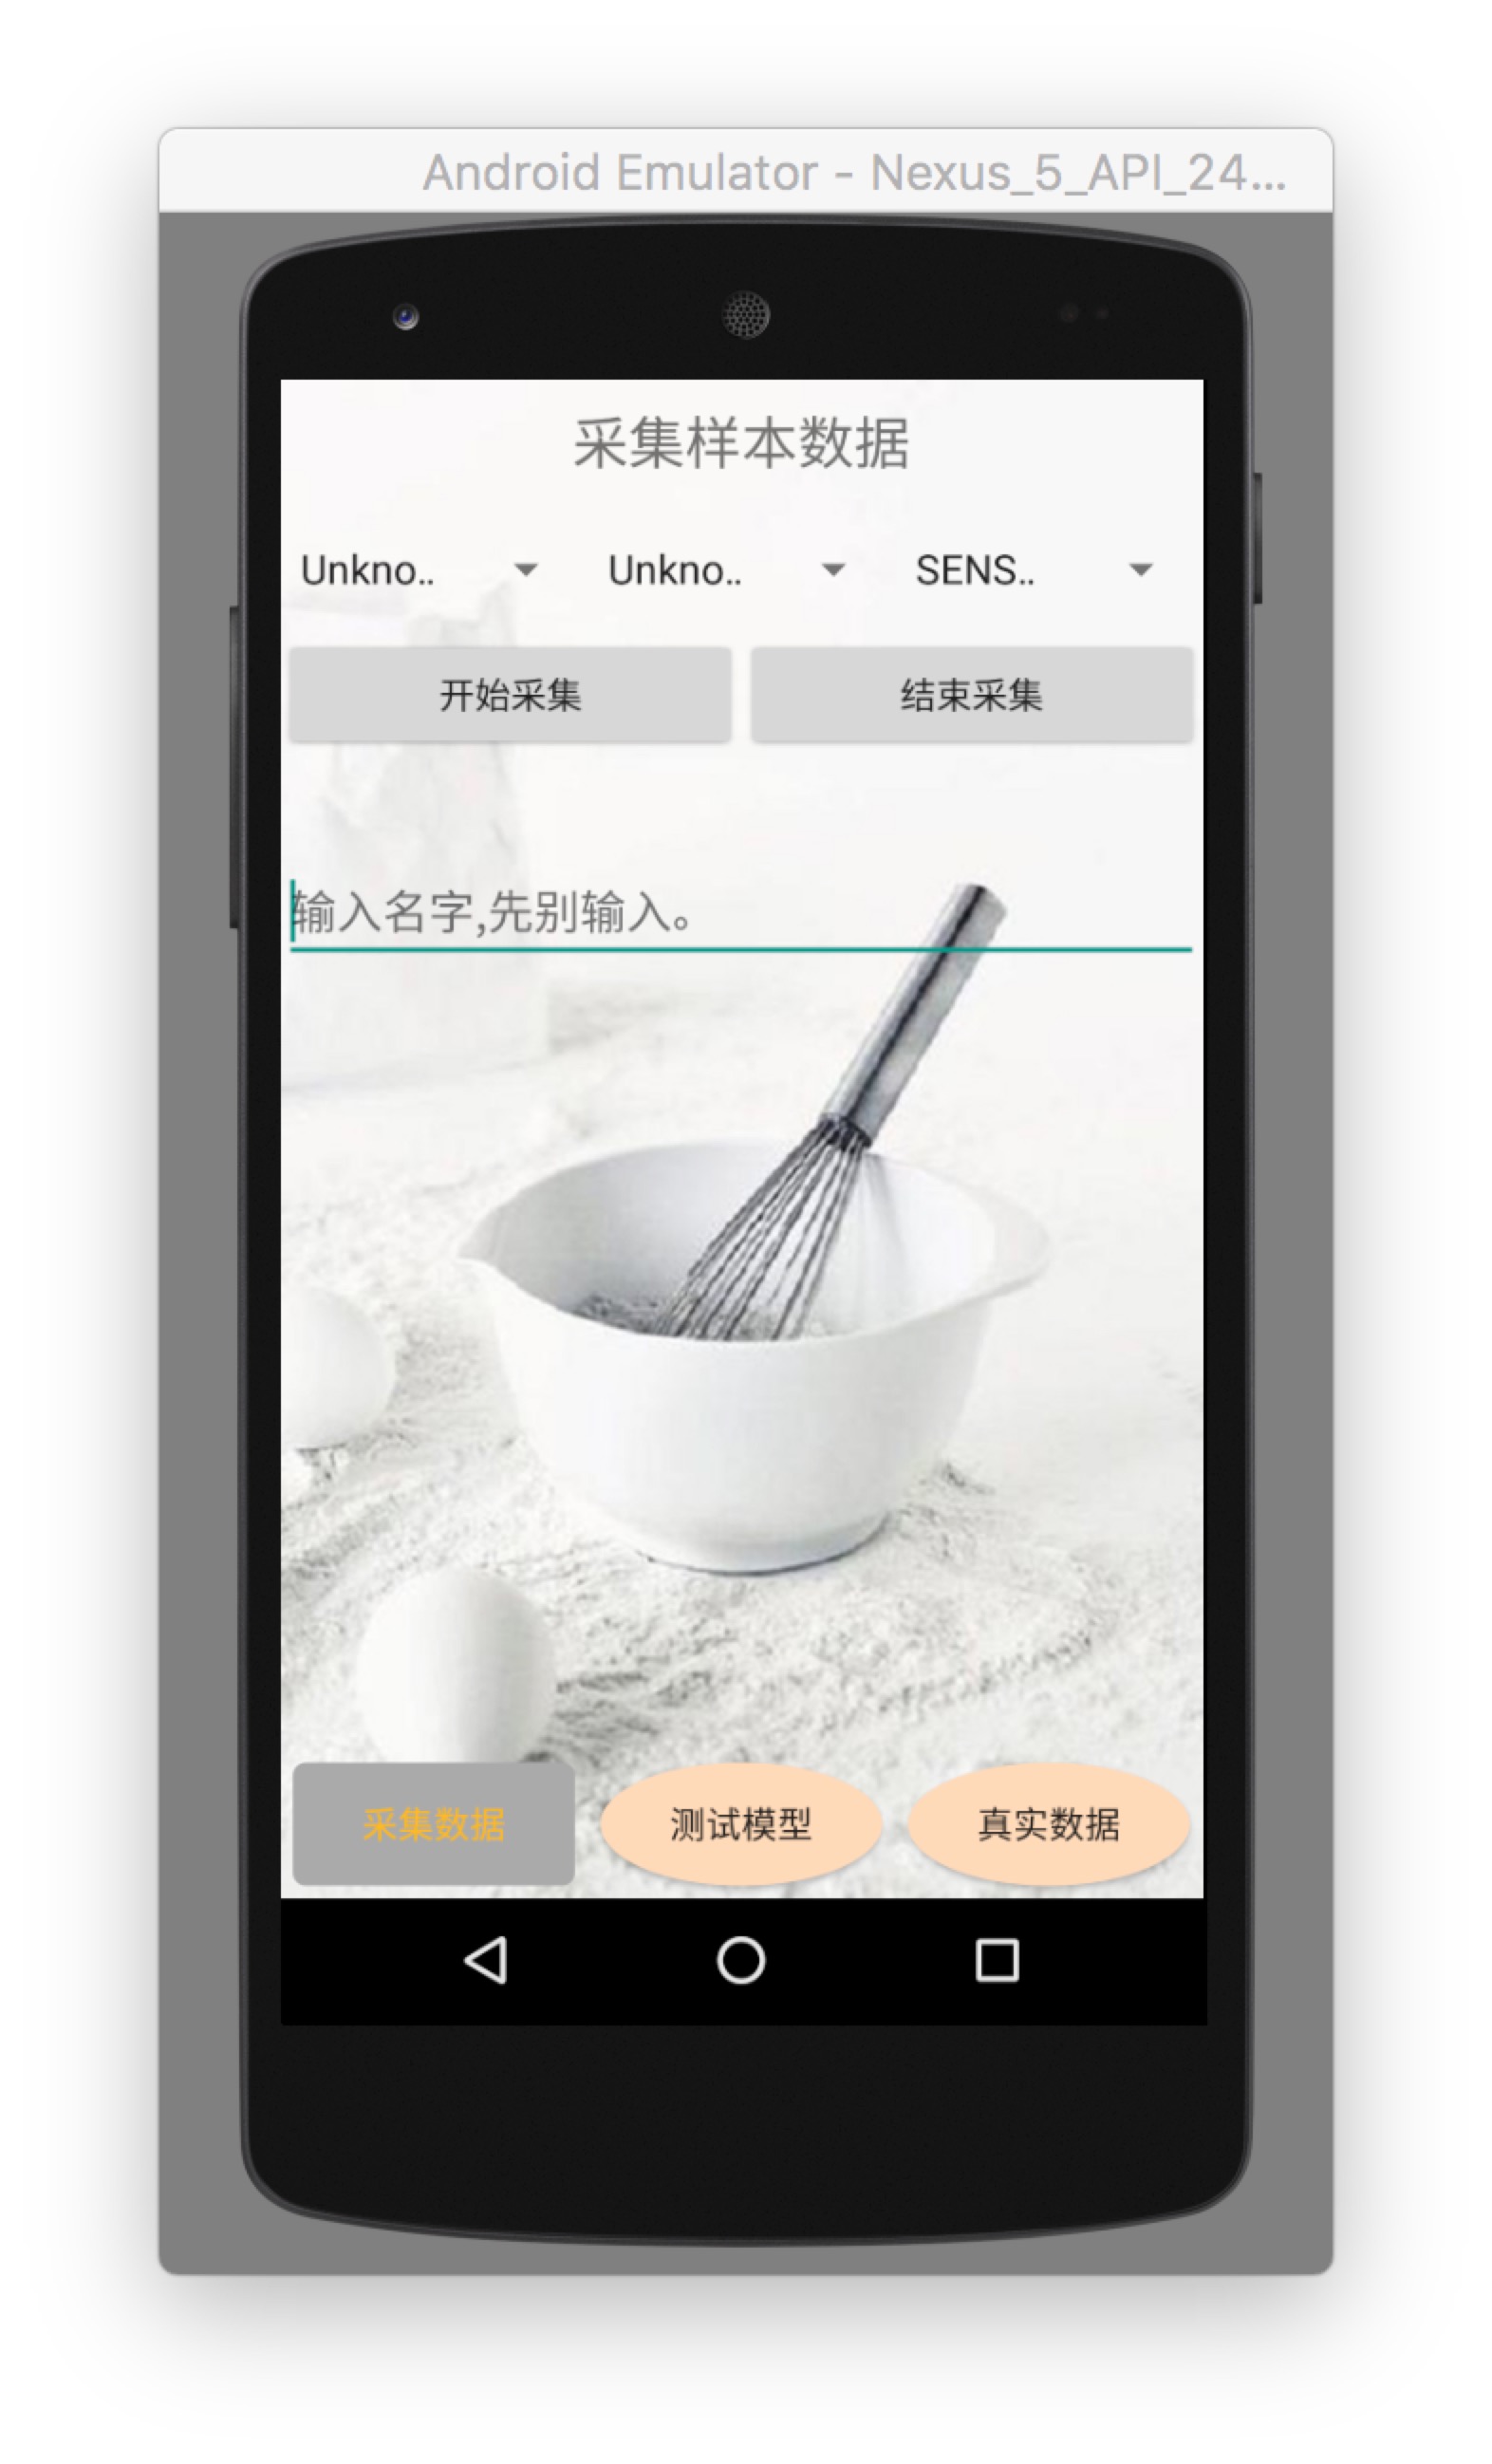 Android Emulator - Nexus_5_API_24...
采集样本数据
Unkno.. Unkno.. SENS..
开始采集 结束采集
输入名字,先别输入。
采集数据 测试模型 真实数据